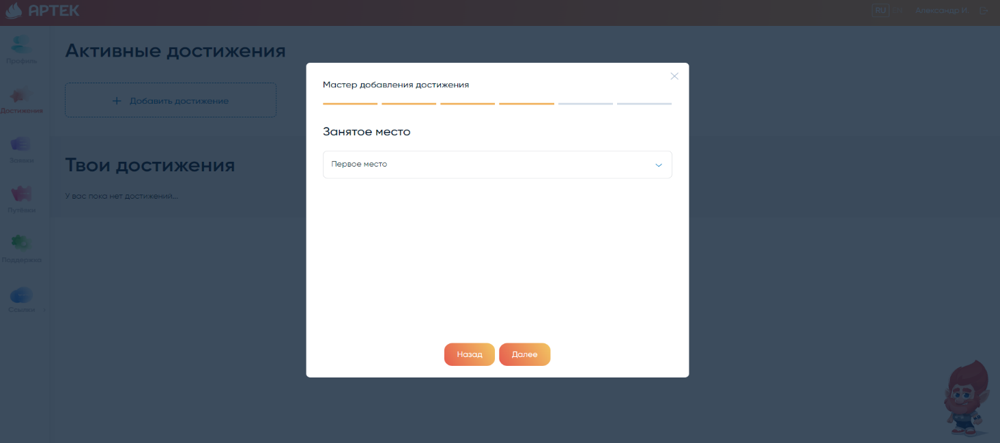 АРТЕК
RU
Александр И
Профиль
Достижения
Заявки
Путёвки
Поддержка
Ссылки
Активные достижения
+ Добавить достижение
Твои достижения
У вас пока нет достижений...
Мастер добавления достижения
Занятое место
Первое место
Назад
Далее